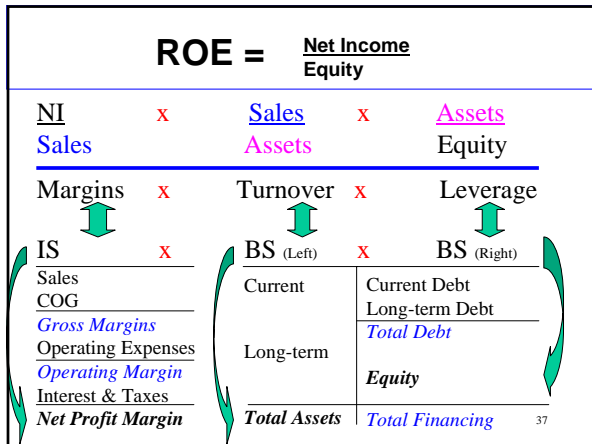 ROE = Net Income
Equity
NI x Sales x Assets
Sales Assets Equity
Margins x Turnover x Leverage
IS x BS (Left) x BS (Right)
Sales
COG
Gross Margins
Operating Expenses
Operating Margin
Interest & Taxes
Net Profit Margin
Current
Long-term
Total Assets
Current Debt
Long-term Debt
Total Debt
Equity
Total Financing
37